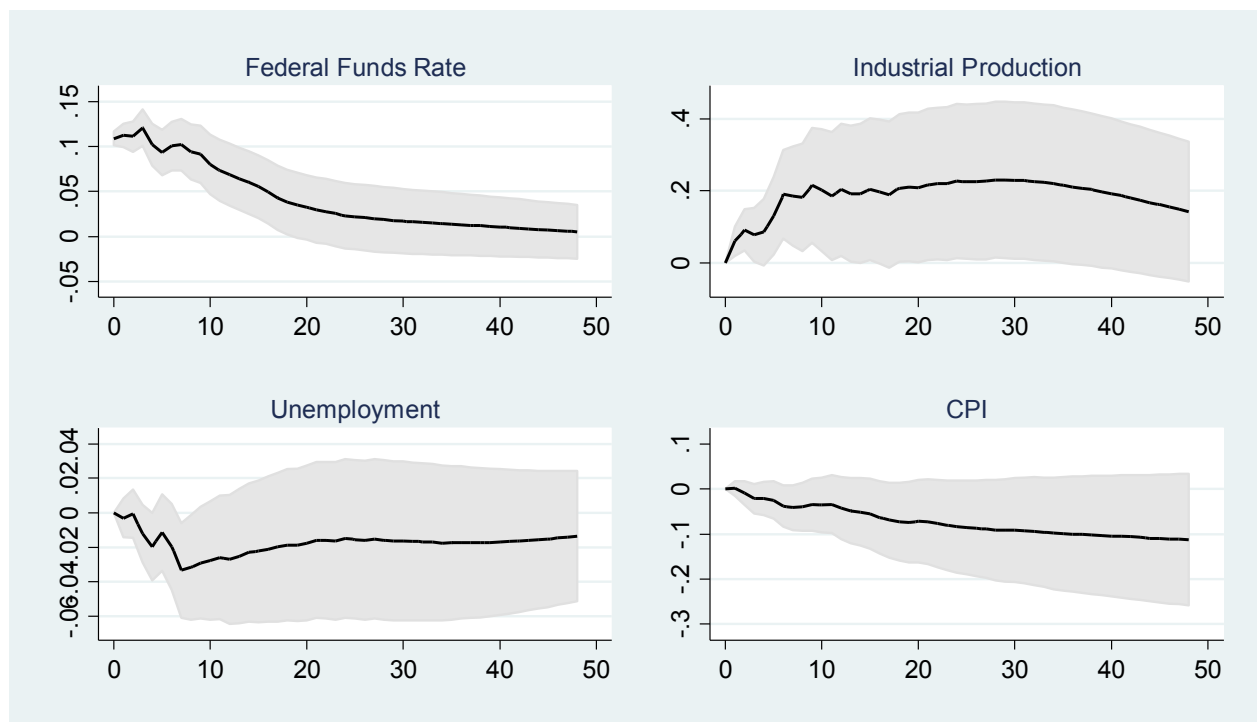 Federal Funds Rate
.15
.1
.05
0
-.05
0 10 20 30 40 50
Industrial Production
.4
.2
0
0 10 20 30 40 50
Unemployment
-.06.04.02 0 .02.04
0 10 20 30 40 50
CPI
.1
0
-.1
-.2
-.3
0 10 20 30 40 50